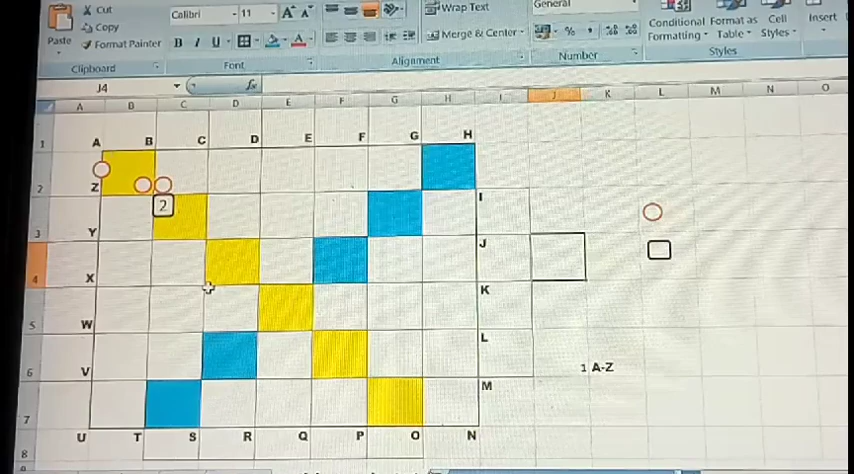 Cut
Copy
Paste
Format Painter
Clipboard
Calibri
11
A A
B I U
A
Font
Wrap Text
Merge & Center
Alignment
General
%
Number
Conditional Formatting
Format as Table
Cell Styles
Styles
Insert
J4
fx
A B C D E F G H I J K L M N O
1
A B C D E F G H
2
Z
2
I
3
Y
J
4
X
K
5
W
L
6
V
1 A-Z
M
7
U T S R Q P O N
8